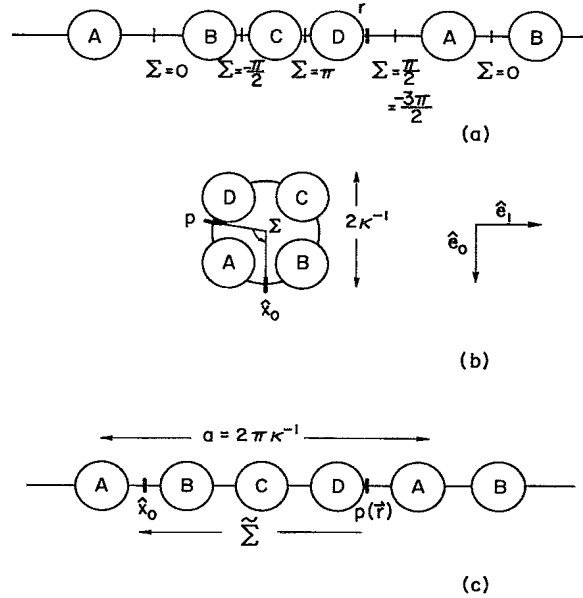 r
A B C D A B
Σ=0 Σ=-π/2 Σ=π Σ=π/2 Σ=0
=-3π/2
(a)
D C
p Σ 2κ⁻¹ ê₁
ê₀
A B
x̂₀
(b)
a = 2πκ⁻¹
A B C D A B
x̂₀ p(r⃗)
Σ̃
(c)